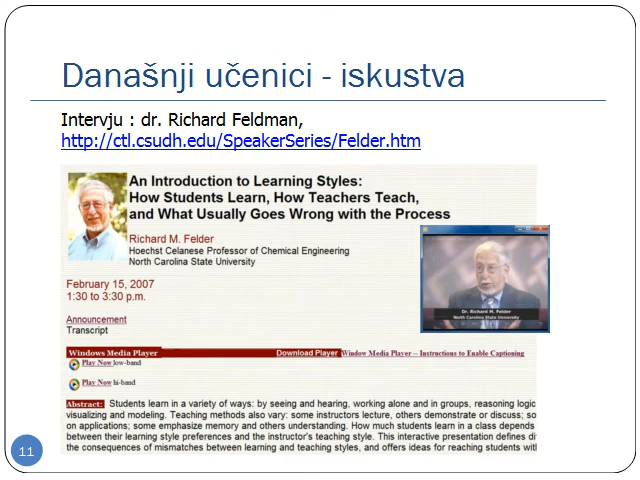 Današnji učenici - iskustva
Intervju : dr. Richard Feldman,
http://ctl.csudh.edu/SpeakerSeries/Felder.htm
An Introduction to Learning Styles:
How Students Learn, How Teachers Teach,
and What Usually Goes Wrong with the Process
Richard M. Felder
Hoechst Celanese Professor of Chemical Engineering
North Carolina State University
February 15, 2007
1:30 to 3:30 p.m.
Dr. Richard M. Felder
North Carolina State University
Announcement
Transcript
Windows Media Player Download Player Window Media Player -- Instructions to Enable Captioning
Play Now low-band
Play Now hi-band
Abstract: Students learn in a variety of ways: by seeing and hearing, working alone and in groups, reasoning logic
visualizing and modeling. Teaching methods also vary: some instructors lecture, others demonstrate or discuss; so
on applications; some emphasize memory and others understanding. How much students learn in a class depends
between their learning style preferences and the instructor's teaching style. This interactive presentation defines di
the consequences of mismatches between learning and teaching styles, and offers ideas for reaching students wit
11